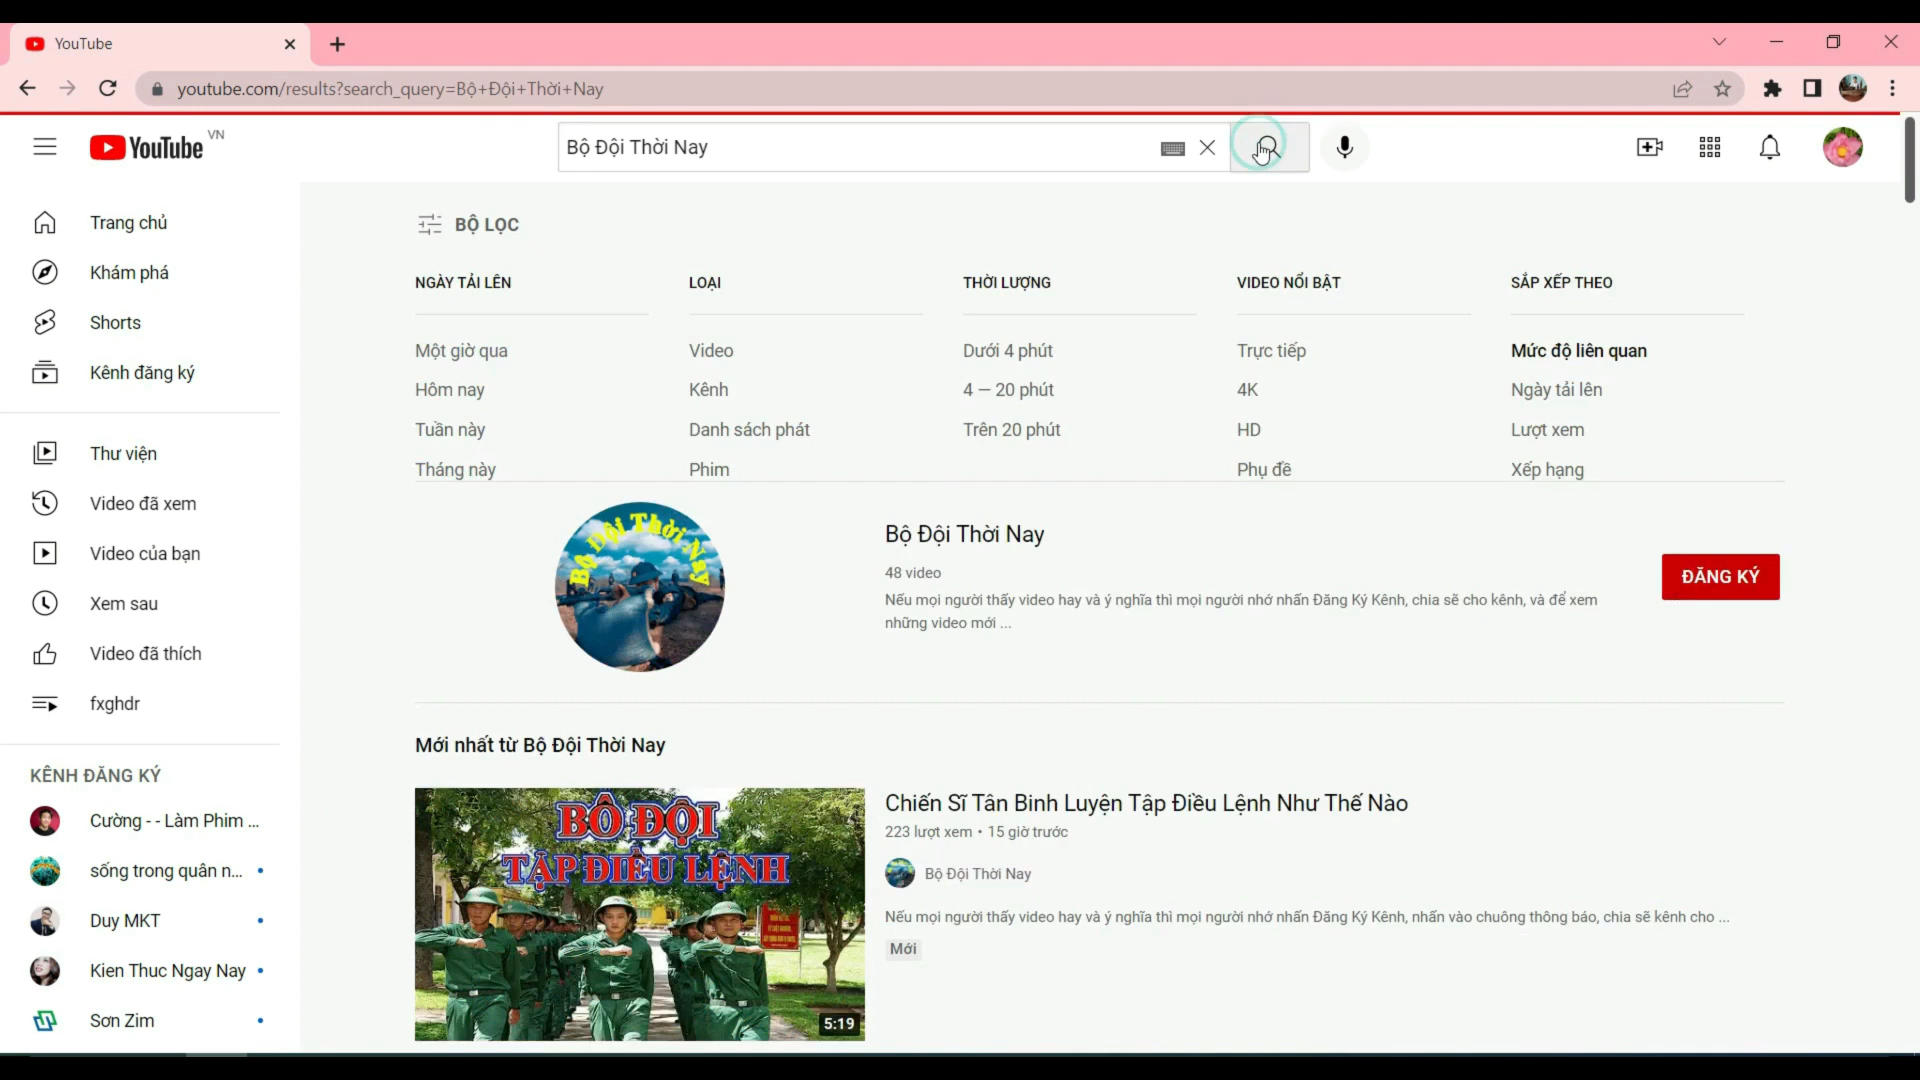 YouTube
youtube.com/results?search_query=Bộ+Đội+Thời+Nay
YouTube VN
Bộ Đội Thời Nay
Trang chủ
Khám phá
Shorts
Kênh đăng ký
Thư viện
Video đã xem
Video của bạn
Xem sau
Video đã thích
fxghdr
KÊNH ĐĂNG KÝ
Cường - - Làm Phim ...
sống trong quân n...
Duy MKT
Kien Thuc Ngay Nay
Sơn Zim
BỘ LỌC
NGÀY TẢI LÊN
Một giờ qua
Hôm nay
Tuần này
Tháng này
LOẠI
Video
Kênh
Danh sách phát
Phim
THỜI LƯỢNG
Dưới 4 phút
4 – 20 phút
Trên 20 phút
VIDEO NỔI BẬT
Trực tiếp
4K
HD
Phụ đề
SẮP XẾP THEO
Mức độ liên quan
Ngày tải lên
Lượt xem
Xếp hạng
Bộ Đội Thời Nay
Bộ Đội Thời Nay
48 video
Nếu mọi người thấy video hay và ý nghĩa thì mọi người nhớ nhấn Đăng Ký Kênh, chia sẽ cho kênh, và để xem
những video mới ...
ĐĂNG KÝ
Mới nhất từ Bộ Đội Thời Nay
BỘ ĐỘI
TẬP ĐIỀU LỆNH
5:19
Chiến Sĩ Tân Binh Luyện Tập Điều Lệnh Như Thế Nào
223 lượt xem • 15 giờ trước
Bộ Đội Thời Nay
Nếu mọi người thấy video hay và ý nghĩa thì mọi người nhớ nhấn Đăng Ký Kênh, nhấn vào chuông thông báo, chia sẽ kênh cho ...
Mới